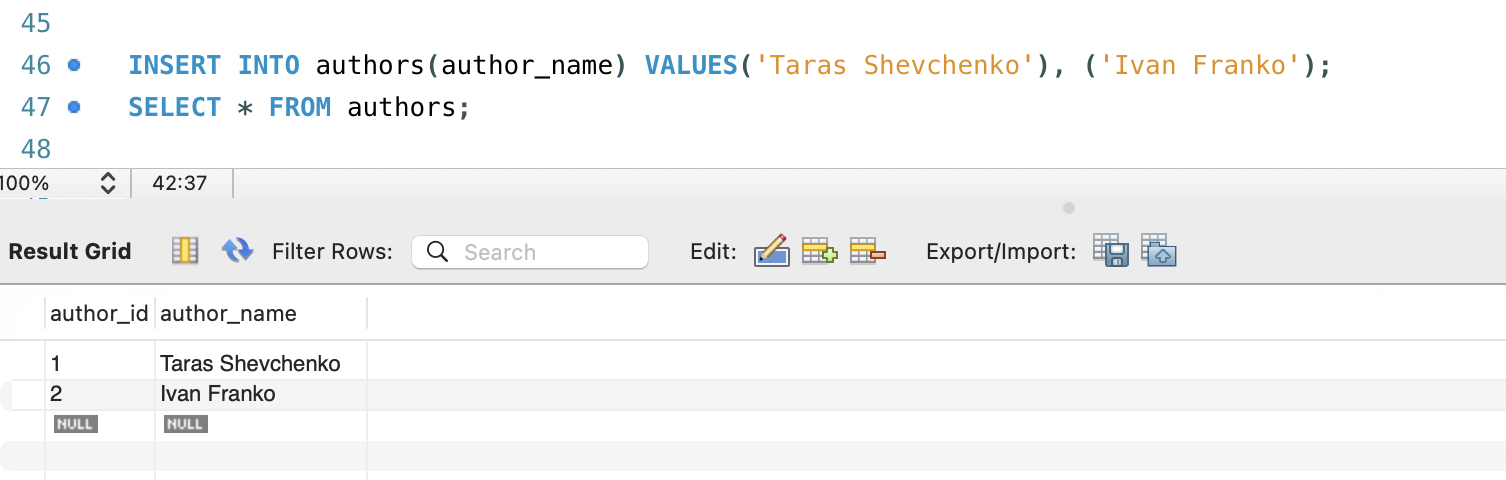 45
46 INSERT INTO authors(author_name) VALUES('Taras Shevchenko'), ('Ivan Franko');
47 SELECT * FROM authors;
48
100% 42:37
Result Grid Filter Rows: Search Edit: Export/Import:
author_id author_name
1 Taras Shevchenko
2 Ivan Franko
NULL NULL